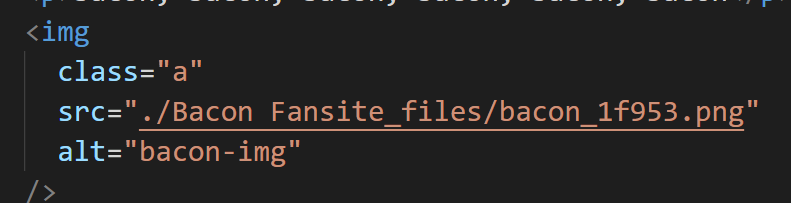 <img
class="a"
src="./Bacon Fansite_files/bacon_1f953.png"
alt="bacon-img"
/>